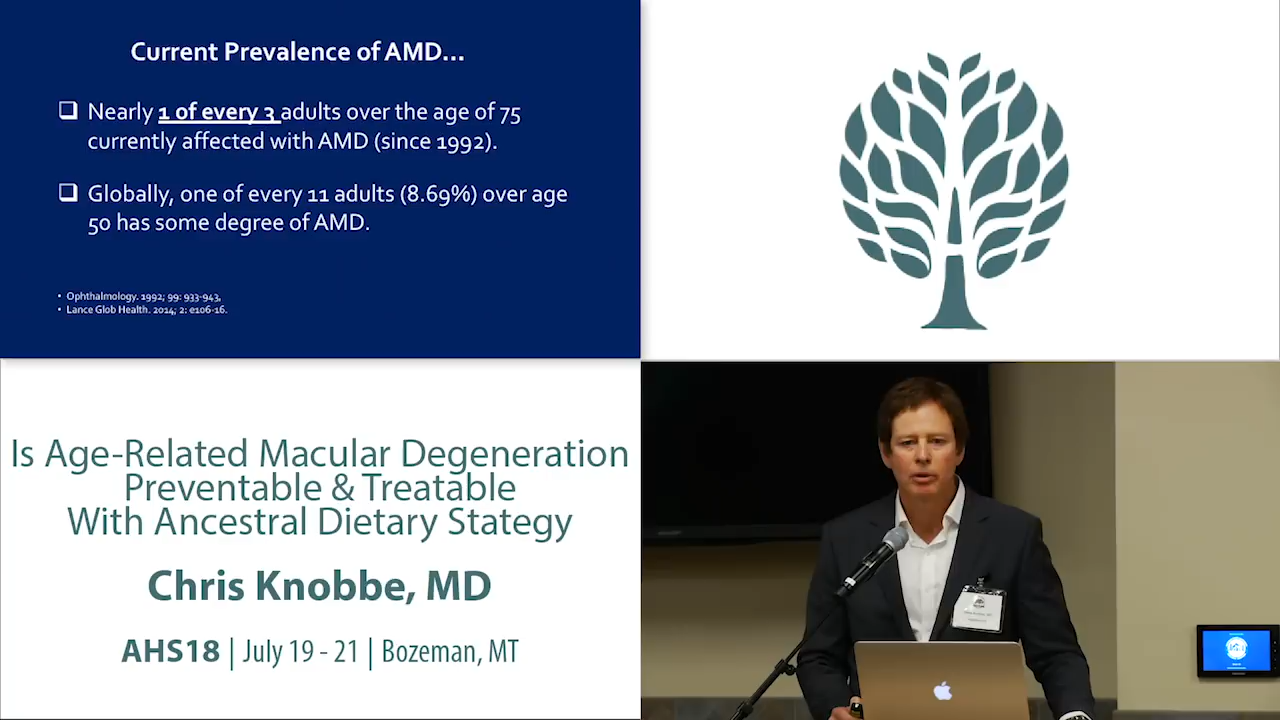 Current Prevalence of AMD...
❑ Nearly 1 of every 3 adults over the age of 75
currently affected with AMD (since 1992).
❑ Globally, one of every 11 adults (8.69%) over age
50 has some degree of AMD.
• Ophthalmology. 1992; 99: 933-943,
• Lance Glob Health. 2014; 2: e106-16.
Is Age-Related Macular Degeneration
Preventable & Treatable
With Ancestral Dietary Stategy
Chris Knobbe, MD
AHS18 | July 19 - 21 | Bozeman, MT